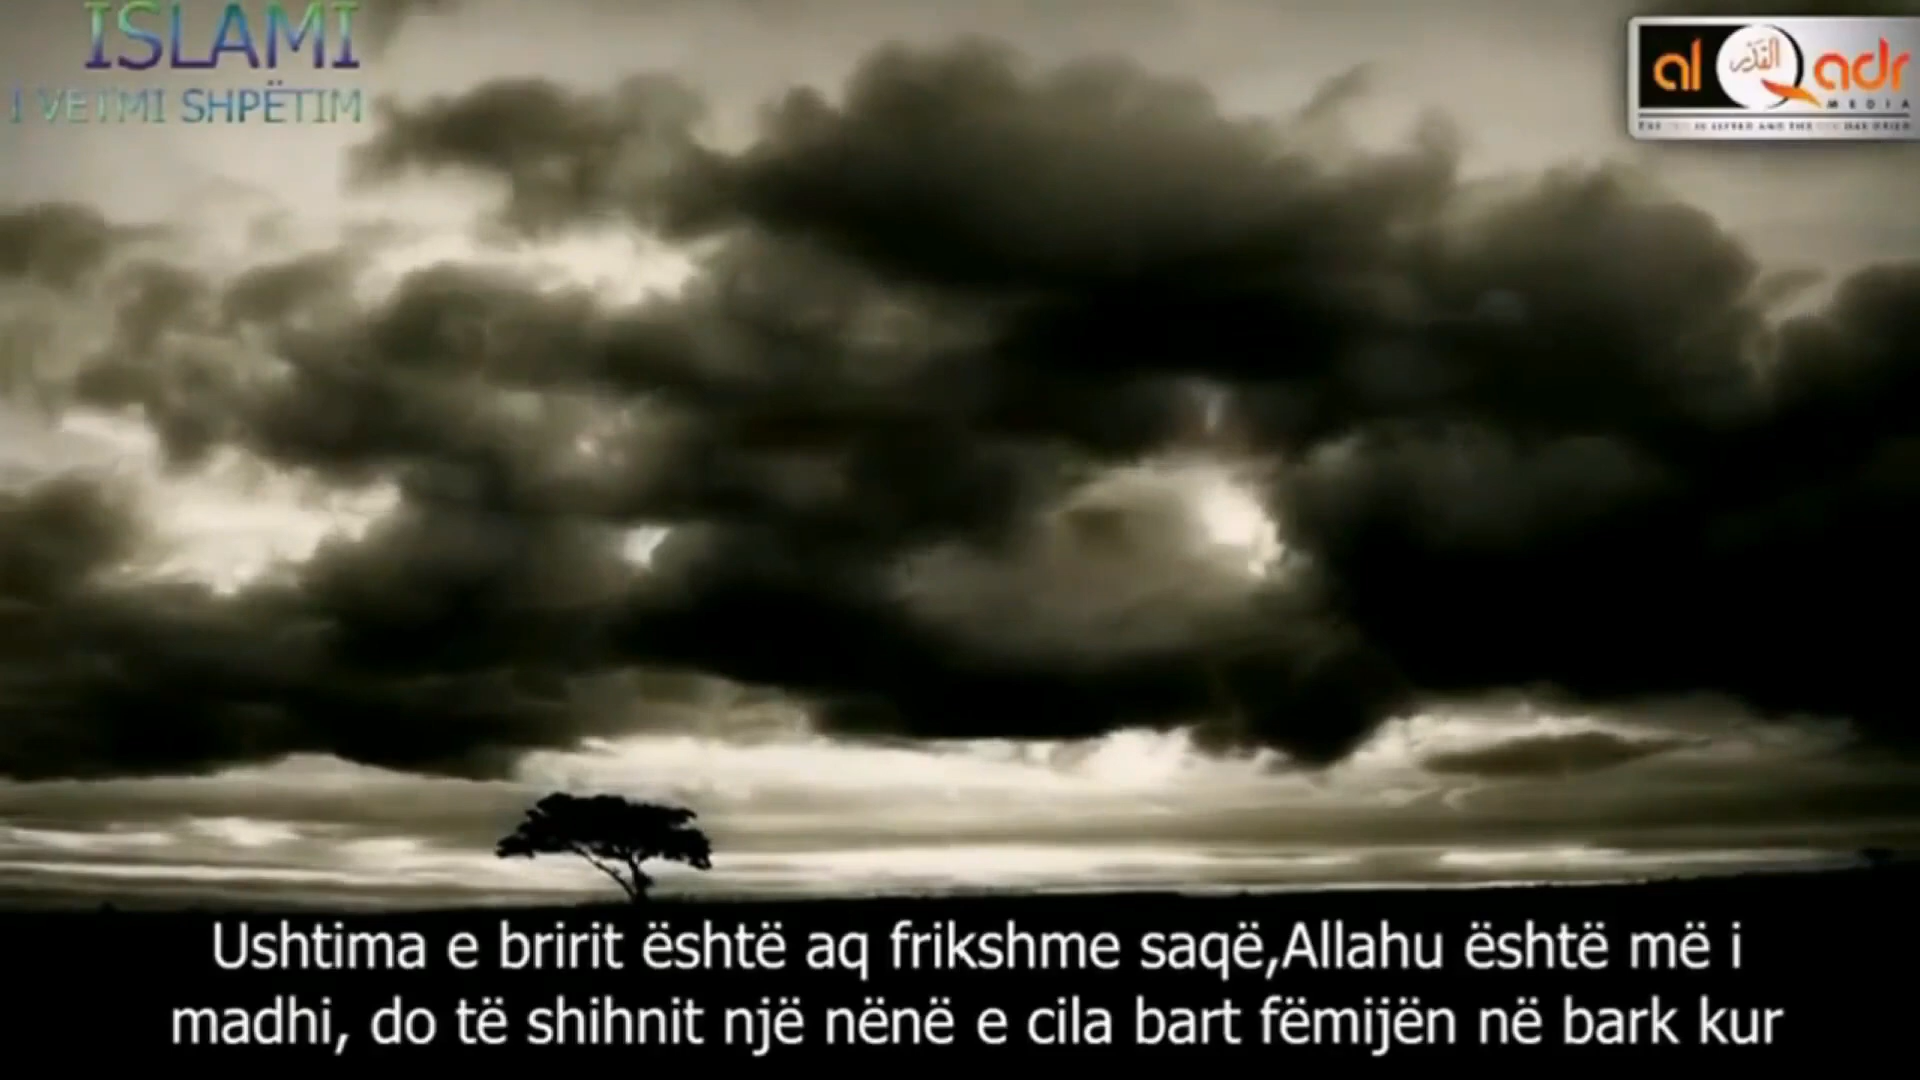 ISLAMI
I VETMI SHPËTIM
al Qadr
القدر
MEDIA
Ushtima e bririt është aq frikshme saqë,Allahu është më i
madhi, do të shihnit një nënë e cila bart fëmijën në bark kur